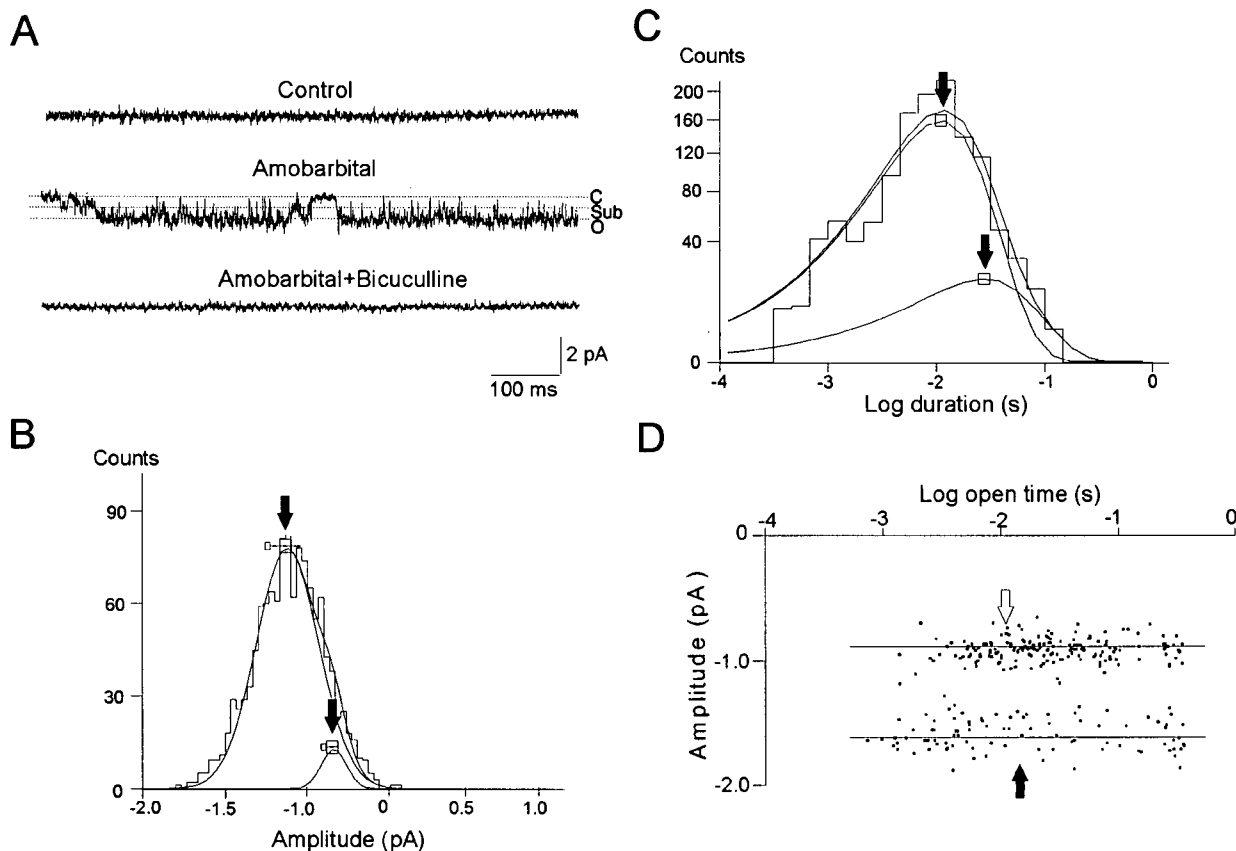 A
Control
Amobarbital
C
Sub
O
Amobarbital+Bicuculline
2 pA
100 ms
B
Counts
90
60
30
0
-2.0
-1.5
-1.0
0
0.5
1.0
Amplitude (pA)
C
Counts
200
160
120
80
40
0
-4
-3
-2
-1
0
Log duration (s)
D
Log open time (s)
-4
-3
-2
-1
0
0
-1.0
-2.0
Amplitude (pA)